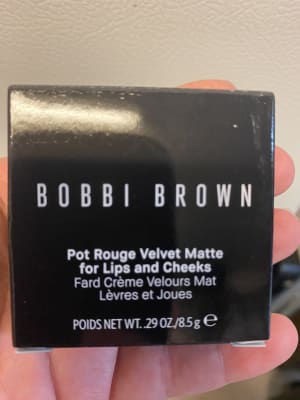 BOBBI BROWN
Pot Rouge Velvet Matte
for Lips and Cheeks
Fard Crème Velours Mat
Lèvres et Joues
POIDS NET WT. .29 OZ./8.5 g ℮